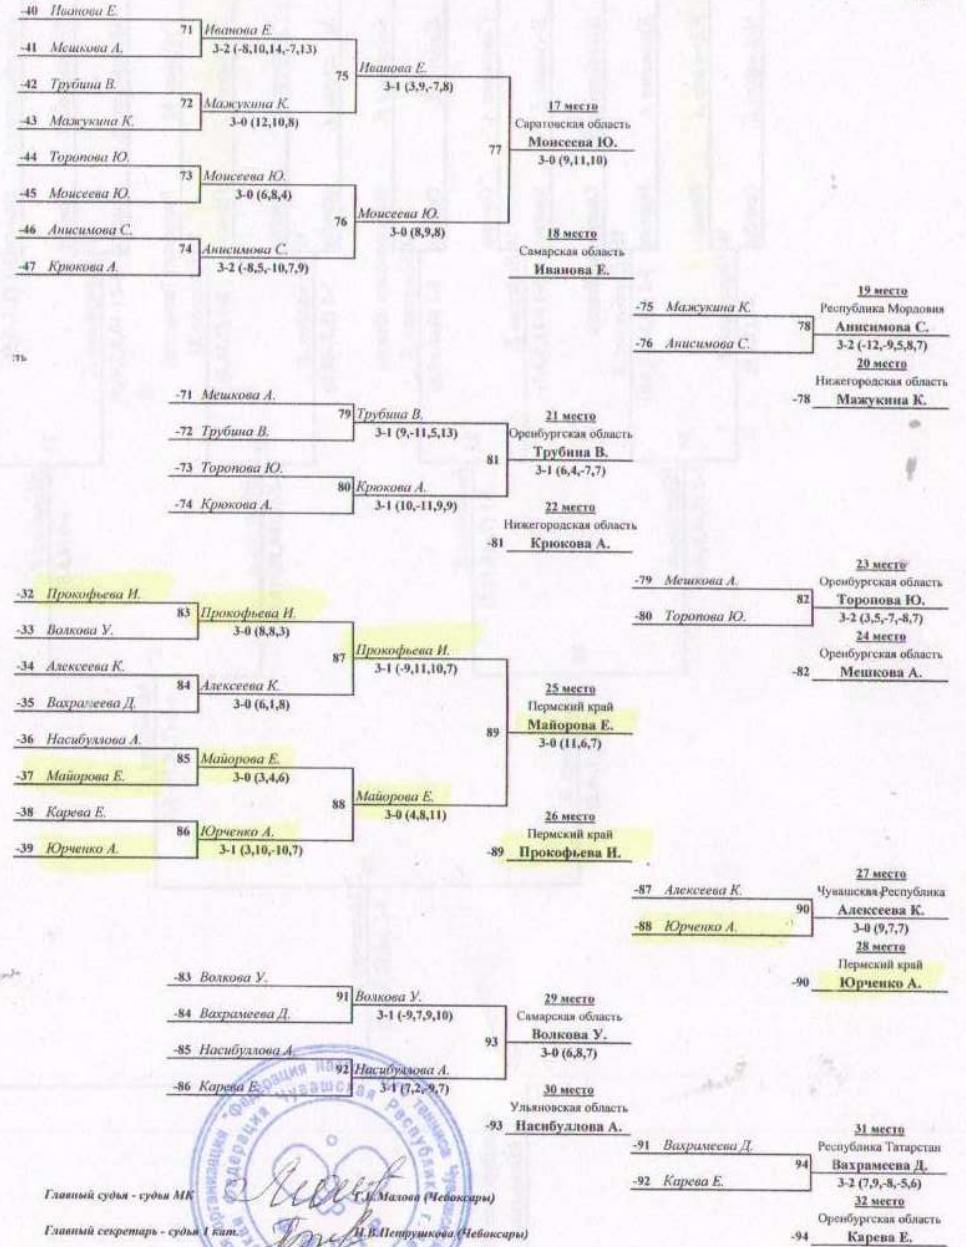 -40 Иванова Е.
-41 Мешкова А.
71 Иванова Е.
3-2 (-8,10,14,-7,13)
-42 Трубина В.
-43 Мажукина К.
72 Мажукина К.
3-0 (12,10,8)
75 Иванова Е.
3-1 (3,9,-7,8)
-44 Торопова Ю.
-45 Моисеева Ю.
73 Моисеева Ю.
3-0 (6,8,4)
-46 Анисимова С.
-47 Крюкова А.
74 Анисимова С.
3-2 (-8,5,-10,7,9)
76 Моисеева Ю.
3-0 (8,9,8)
77
17 место
Саратовская область
Моисеева Ю.
3-0 (9,11,10)
18 место
Самарская область
Иванова Е.
-75 Мажукина К.
-76 Анисимова С.
78
19 место
Республика Мордовия
Анисимова С.
3-2 (-12,-9,5,8,7)
20 место
Нижегородская область
-78 Мажукина К.
ть
-71 Мешкова А.
-72 Трубина В.
79 Трубина В.
3-1 (9,-11,5,13)
-73 Торопова Ю.
-74 Крюкова А.
80 Крюкова А.
3-1 (10,-11,9,9)
81
21 место
Оренбургская область
Трубина В.
3-1 (6,4,-7,7)
22 место
Нижегородская область
-81 Крюкова А.
-79 Мешкова А.
-80 Торопова Ю.
82
23 место
Оренбургская область
Торопова Ю.
3-2 (3,5,-7,-8,7)
24 место
Оренбургская область
-82 Мешкова А.
-32 Прокофьева И.
-33 Волкова У.
83 Прокофьева И.
3-0 (8,8,3)
-34 Алексеева К.
-35 Вахрамеева Д.
84 Алексеева К.
3-0 (6,1,8)
87 Прокофьева И.
3-1 (-9,11,10,7)
-36 Насибуллова А.
-37 Майорова Е.
85 Майорова Е.
3-0 (3,4,6)
-38 Карева Е.
-39 Юрченко А.
86 Юрченко А.
3-1 (3,10,-10,7)
88 Майорова Е.
3-0 (4,8,11)
89
25 место
Пермский край
Майорова Е.
3-0 (11,6,7)
26 место
Пермский край
-89 Прокофьева И.
-87 Алексеева К.
-88 Юрченко А.
90
27 место
Чувашская Республика
Алексеева К.
3-0 (9,7,7)
28 место
Пермский край
-90 Юрченко А.
-83 Волкова У.
-84 Вахрамеева Д.
91 Волкова У.
3-1 (-9,7,9,10)
-85 Насибуллова А.
-86 Карева Е.
92 Насибуллова А.
3-1 (7,2,-9,7)
93
29 место
Самарская область
Волкова У.
3-0 (6,8,7)
30 место
Ульяновская область
-93 Насибуллова А.
-91 Вахрамеева Д.
-92 Карева Е.
94
31 место
Республика Татарстан
Вахрамеева Д.
3-2 (7,9,-8,-5,6)
32 место
Оренбургская область
-94 Карева Е.
Главный судья - судья МК
Малова (Чебоксары)
Главный секретарь - судья 1 кат.
Н.В.Петрушкова (Чебоксары)
Чувашская Республика